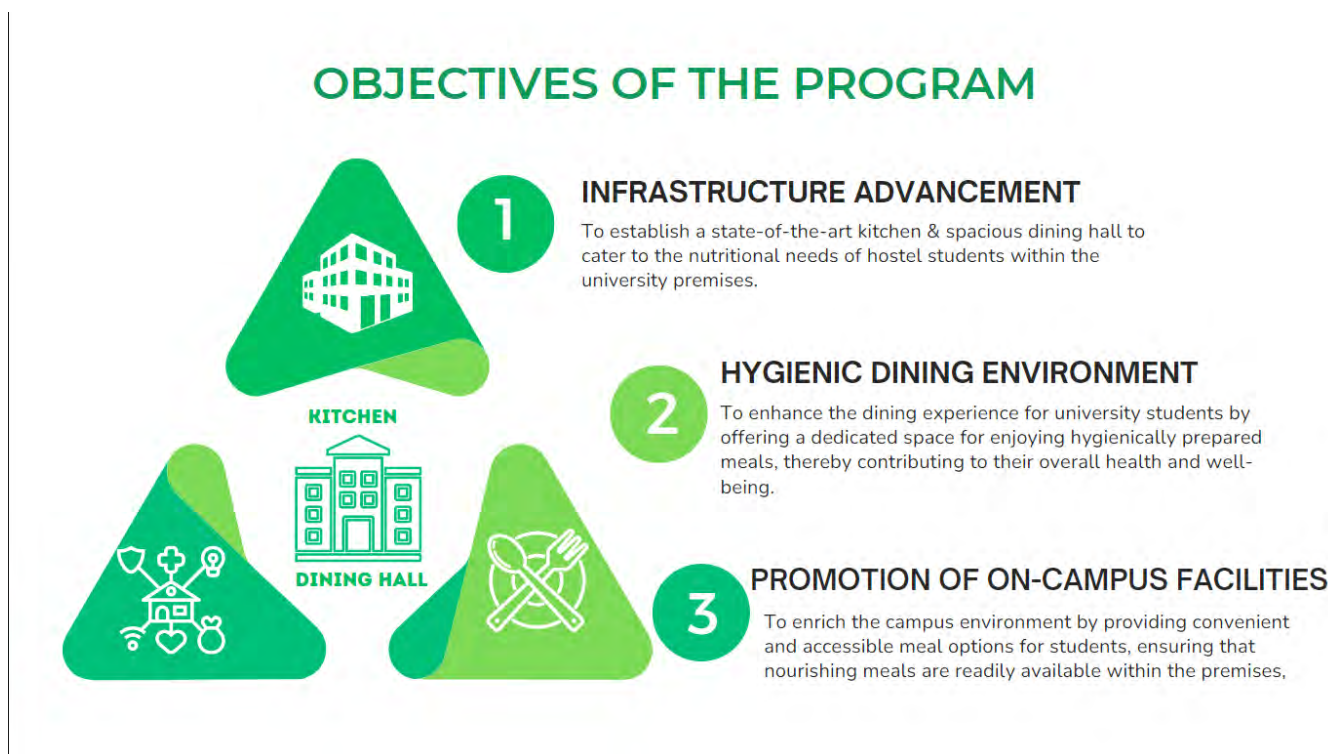 OBJECTIVES OF THE PROGRAM
1
INFRASTRUCTURE ADVANCEMENT
To establish a state-of-the-art kitchen & spacious dining hall to
cater to the nutritional needs of hostel students within the
university premises.
2
HYGIENIC DINING ENVIRONMENT
To enhance the dining experience for university students by
offering a dedicated space for enjoying hygienically prepared
meals, thereby contributing to their overall health and well-
being.
KITCHEN
DINING HALL
3
PROMOTION OF ON-CAMPUS FACILITIES
To enrich the campus environment by providing convenient
and accessible meal options for students, ensuring that
nourishing meals are readily available within the premises,